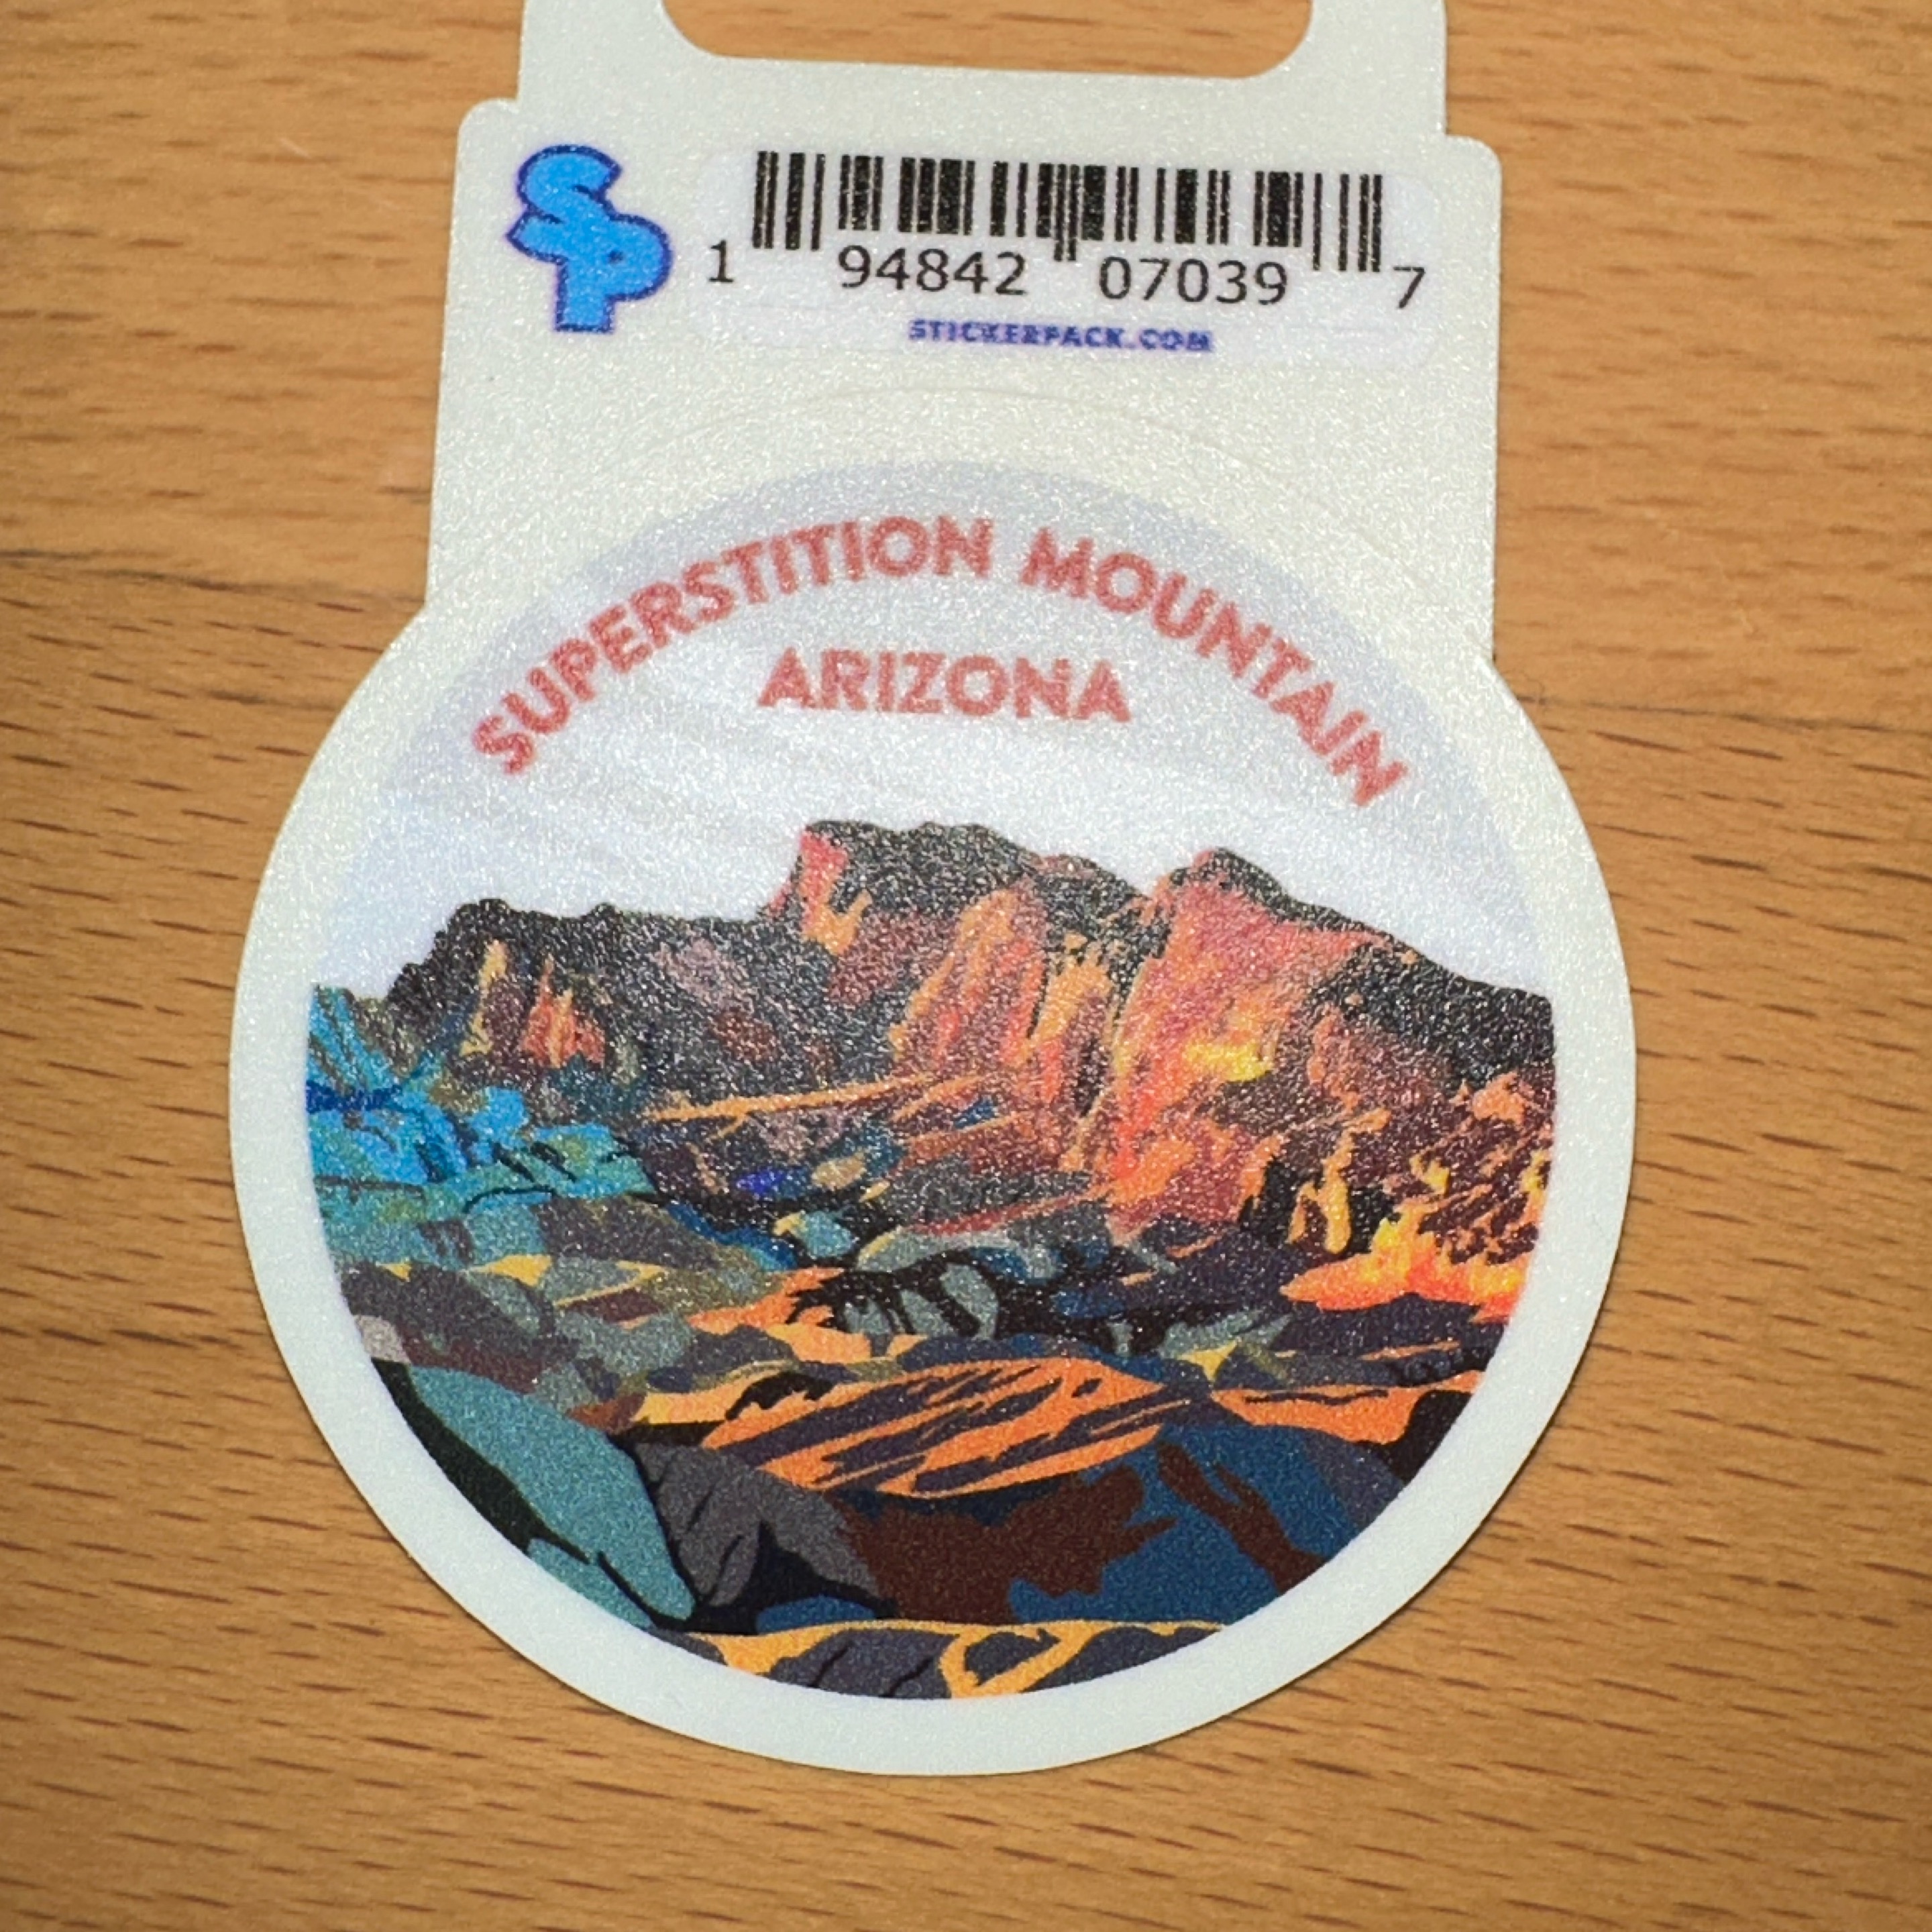 SP
1 94842 07039 7
STICKERPACK.COM
SUPERSTITION MOUNTAIN
ARIZONA